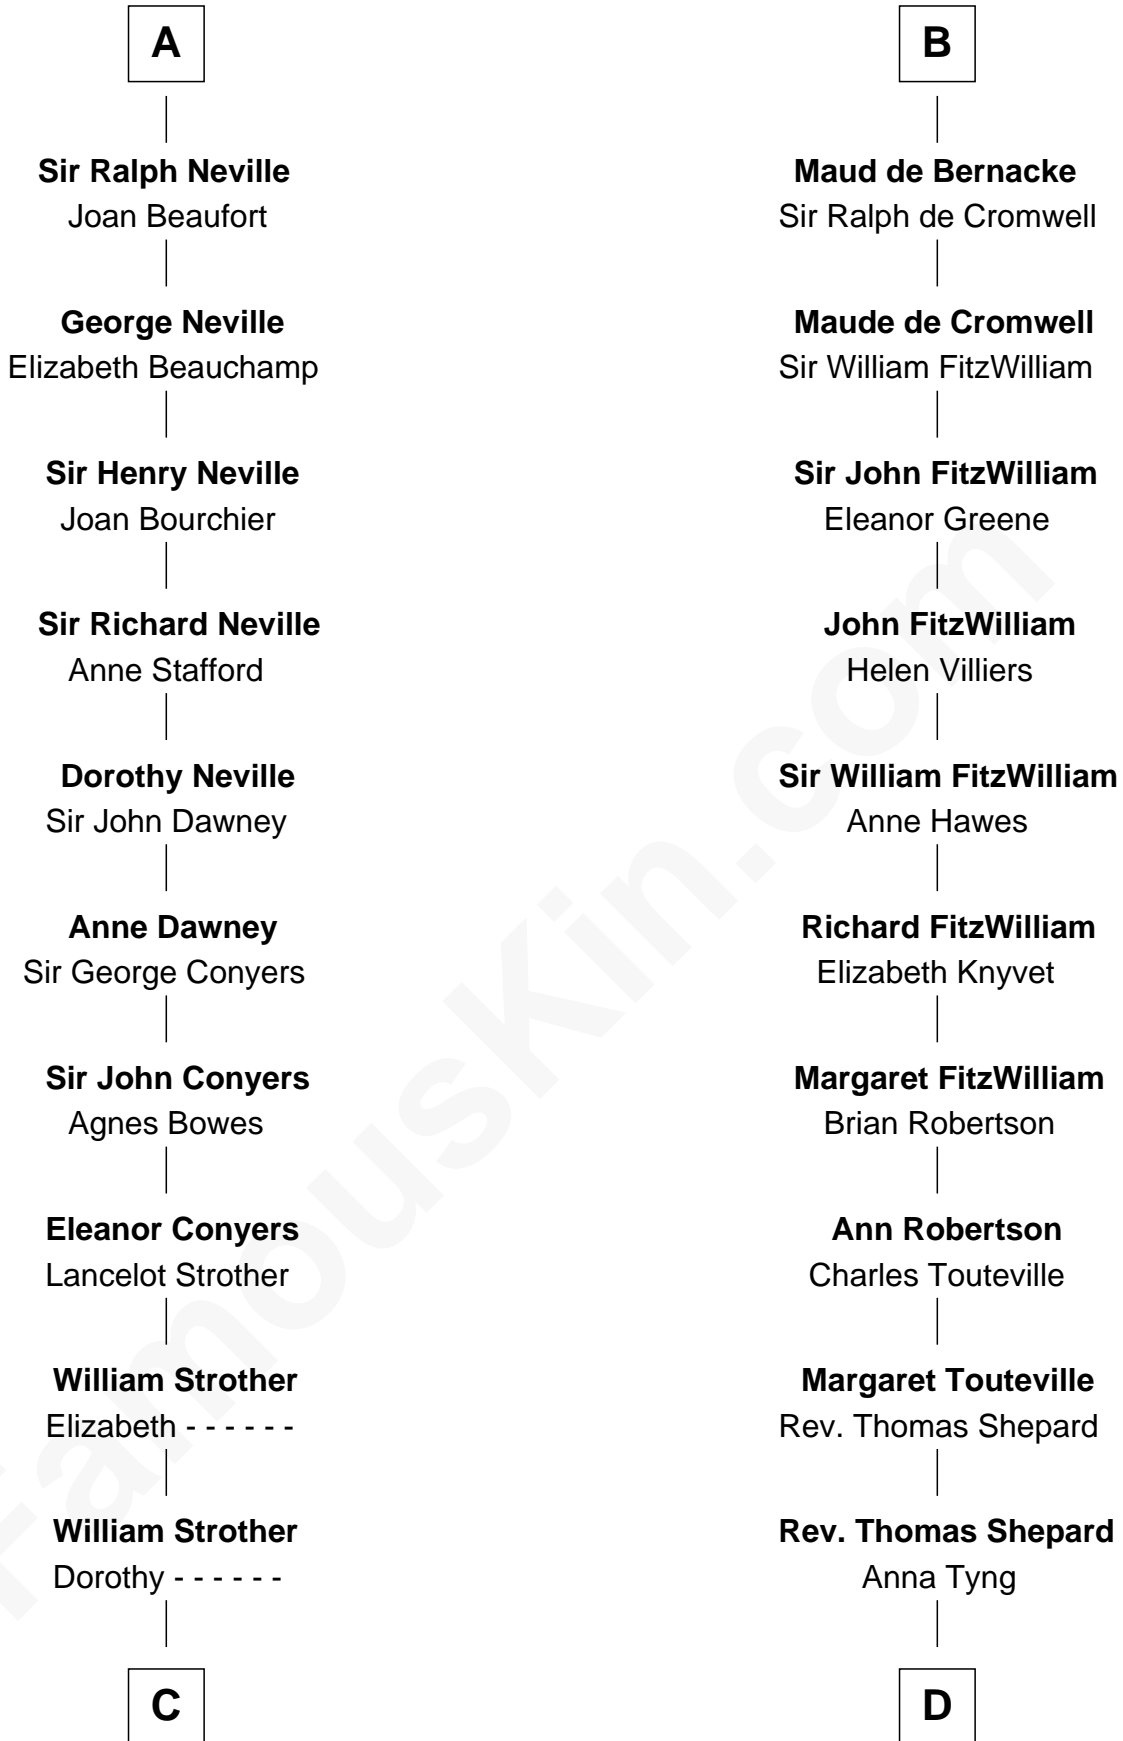 A
Sir Ralph Neville
Joan Beaufort
George Neville
Elizabeth Beauchamp
Sir Henry Neville
Joan Bourchier
Sir Richard Neville
Anne Stafford
Dorothy Neville
Sir John Dawney
Anne Dawney
Sir George Conyers
Sir John Conyers
Agnes Bowes
Eleanor Conyers
Lancelot Strother
William Strother
Elizabeth - - - - - -
William Strother
Dorothy - - - - - -
C
B
Maud de Bernacke
Sir Ralph de Cromwell
Maude de Cromwell
Sir William FitzWilliam
Sir John FitzWilliam
Eleanor Greene
John FitzWilliam
Helen Villiers
Sir William FitzWilliam
Anne Hawes
Richard FitzWilliam
Elizabeth Knyvet
Margaret FitzWilliam
Brian Robertson
Ann Robertson
Charles Touteville
Margaret Touteville
Rev. Thomas Shepard
Rev. Thomas Shepard
Anna Tyng
D
FamousKin.com